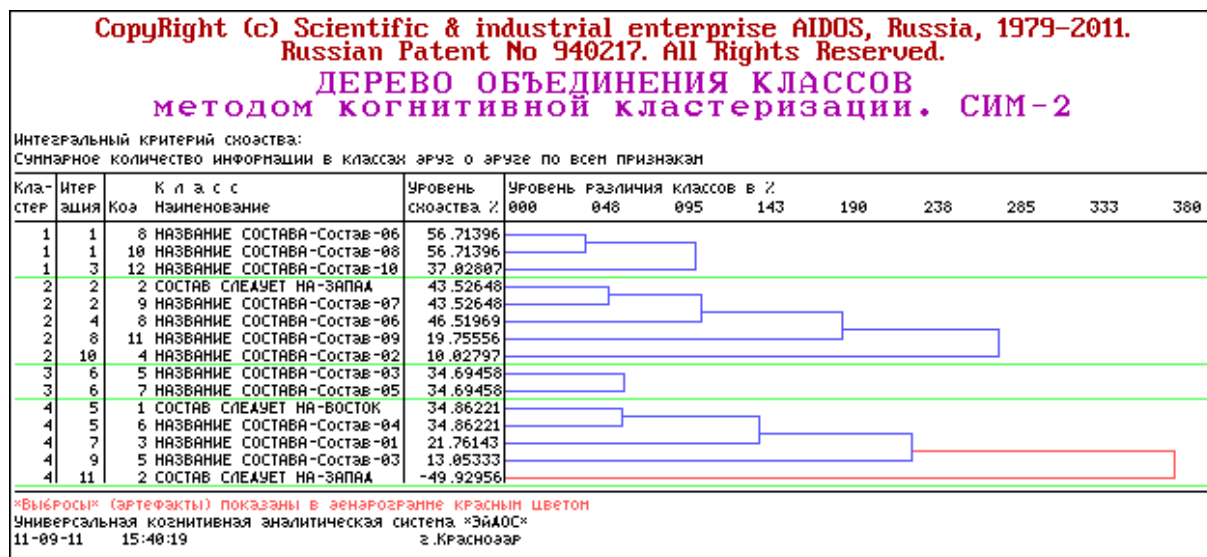 CopyRight (c) Scientific & industrial enterprise AIDOS, Russia, 1979-2011.
Russian Patent No 940217. All Rights Reserved.
ДЕРЕВО ОБЪЕДИНЕНИЯ КЛАССОВ
методом когнитивной кластеризации. СИМ-2
Интегральный критерий сходства:
Суммарное количество информации в классах друг о друге по всем признакам
Кла- Итер К л а с с Уровень Уровень различия классов в %
стер ация Код Наименование сходства % 000 048 095 143 190 238 285 333 380
1 1 8 НАЗВАНИЕ СОСТАВА-Состав-06 56.71396
1 1 10 НАЗВАНИЕ СОСТАВА-Состав-08 56.71396
1 3 12 НАЗВАНИЕ СОСТАВА-Состав-10 37.02807
2 2 2 СОСТАВ СЛЕДУЕТ НА-ЗАПАД 43.52648
2 2 9 НАЗВАНИЕ СОСТАВА-Состав-07 43.52648
2 4 8 НАЗВАНИЕ СОСТАВА-Состав-06 46.51969
2 8 11 НАЗВАНИЕ СОСТАВА-Состав-09 19.75556
2 10 4 НАЗВАНИЕ СОСТАВА-Состав-02 10.02797
3 6 5 НАЗВАНИЕ СОСТАВА-Состав-03 34.69458
3 6 7 НАЗВАНИЕ СОСТАВА-Состав-05 34.69458
4 5 1 СОСТАВ СЛЕДУЕТ НА-ВОСТОК 34.86221
4 5 6 НАЗВАНИЕ СОСТАВА-Состав-04 34.86221
4 7 3 НАЗВАНИЕ СОСТАВА-Состав-01 21.76143
4 9 5 НАЗВАНИЕ СОСТАВА-Состав-03 13.05333
4 11 2 СОСТАВ СЛЕДУЕТ НА-ЗАПАД -49.92956
"Выбросы" (артефакты) показаны в дендрограмме красным цветом
Универсальная когнитивная аналитическая система "ЭЙДОС"
11-09-11 15:40:19 г.Краснодар